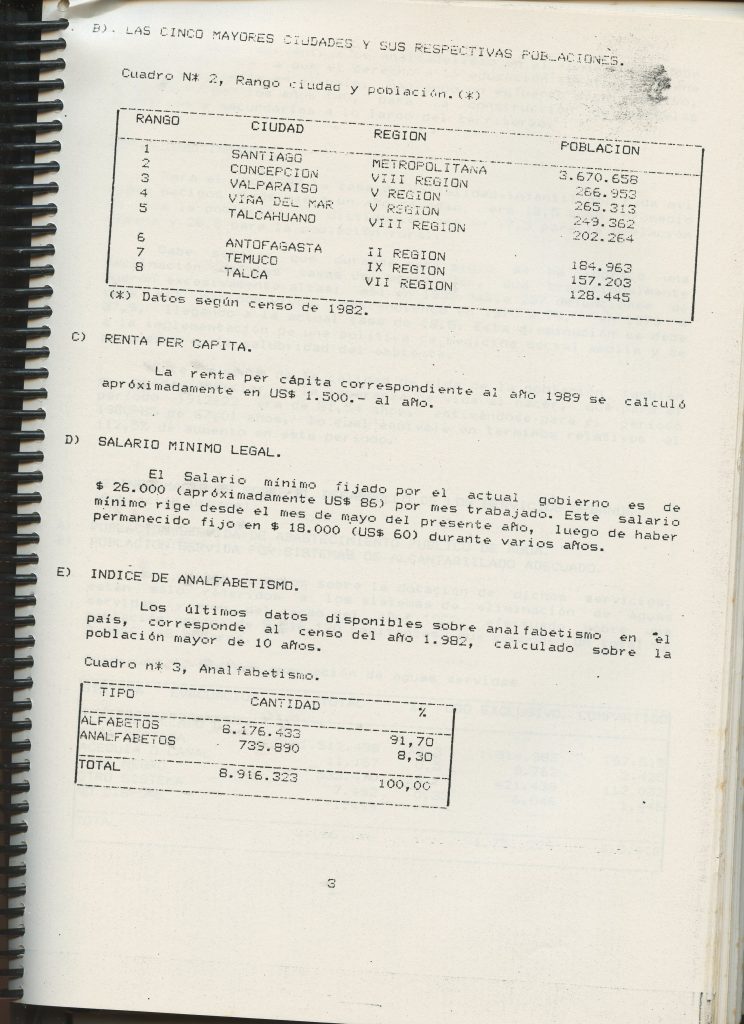 B). LAS CINCO MAYORES CIUDADES Y SUS RESPECTIVAS POBLACIONES.
Cuadro N* 2, Rango ciudad y población.(*)
RANGO CIUDAD REGION POBLACION
1 SANTIAGO METROPOLITANA 3.670.658
2 CONCEPCION VIII REGION 266.953
3 VALPARAISO V REGION 265.313
4 VIÑA DEL MAR V REGION 249.362
5 TALCAHUANO VIII REGION 202.264
6 ANTOFAGASTA II REGION 184.963
7 TEMUCO IX REGION 157.203
8 TALCA VII REGION 128.445
(*) Datos según censo de 1982.
C) RENTA PER CAPITA.
La renta per cápita correspondiente al año 1989 se calculó
apróximadamente en US$ 1.500.- al año.
D) SALARIO MINIMO LEGAL.
El Salario mínimo fijado por el actual gobierno es de
$ 26.000 (apróximadamente US$ 86) por mes trabajado. Este salario
mínimo rige desde el mes de mayo del presente año, luego de haber
permanecido fijo en $ 18.000 (US$ 60) durante varios años.
E) INDICE DE ANALFABETISMO.
Los últimos datos disponibles sobre analfabetismo en el
país, corresponde al censo del año 1.982, calculado sobre la
población mayor de 10 años.
Cuadro n* 3, Analfabetismo.
TIPO CANTIDAD %
ALFABETOS 8.176.433 91,70
ANALFABETOS 739.890 8,30
TOTAL 8.916.323 100,00
3